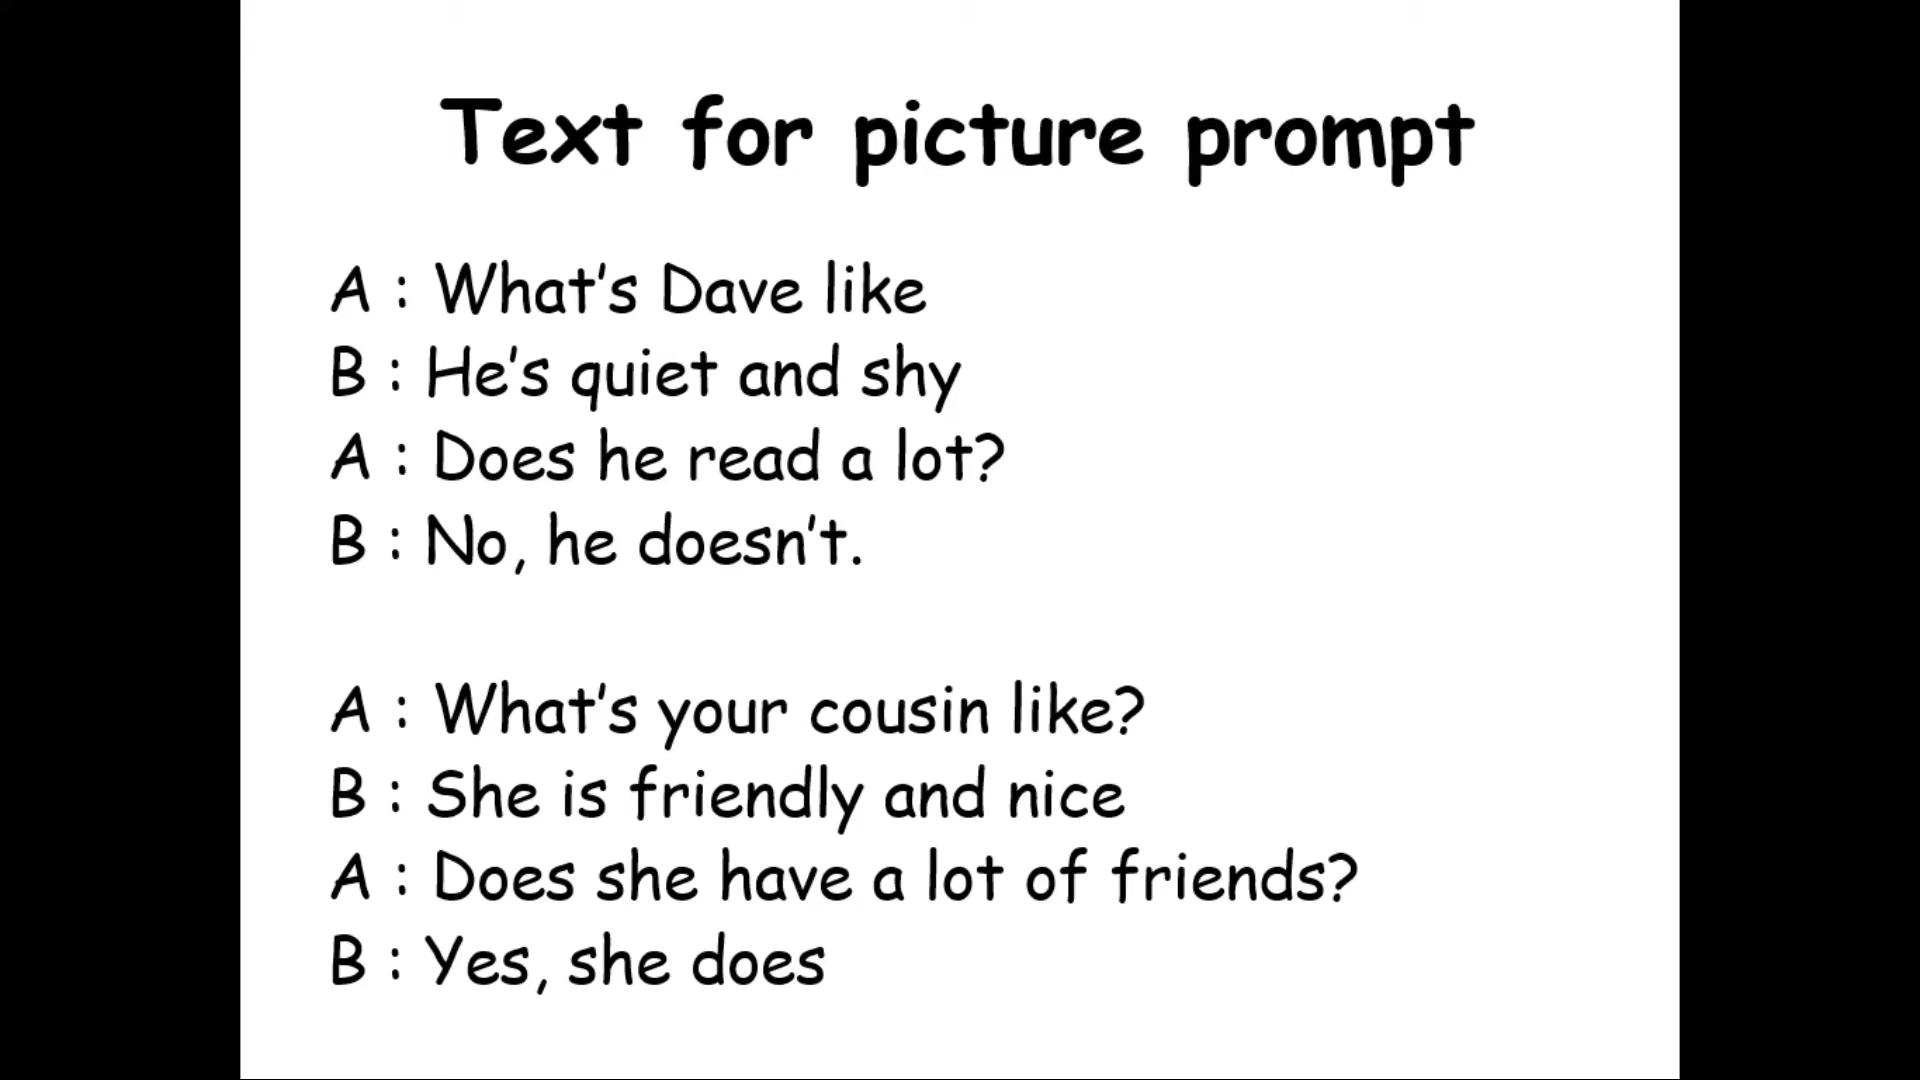 Text for picture prompt
A : What's Dave like
B : He's quiet and shy
A : Does he read a lot?
B : No, he doesn't.
A : What's your cousin like?
B : She is friendly and nice
A : Does she have a lot of friends?
B : Yes, she does